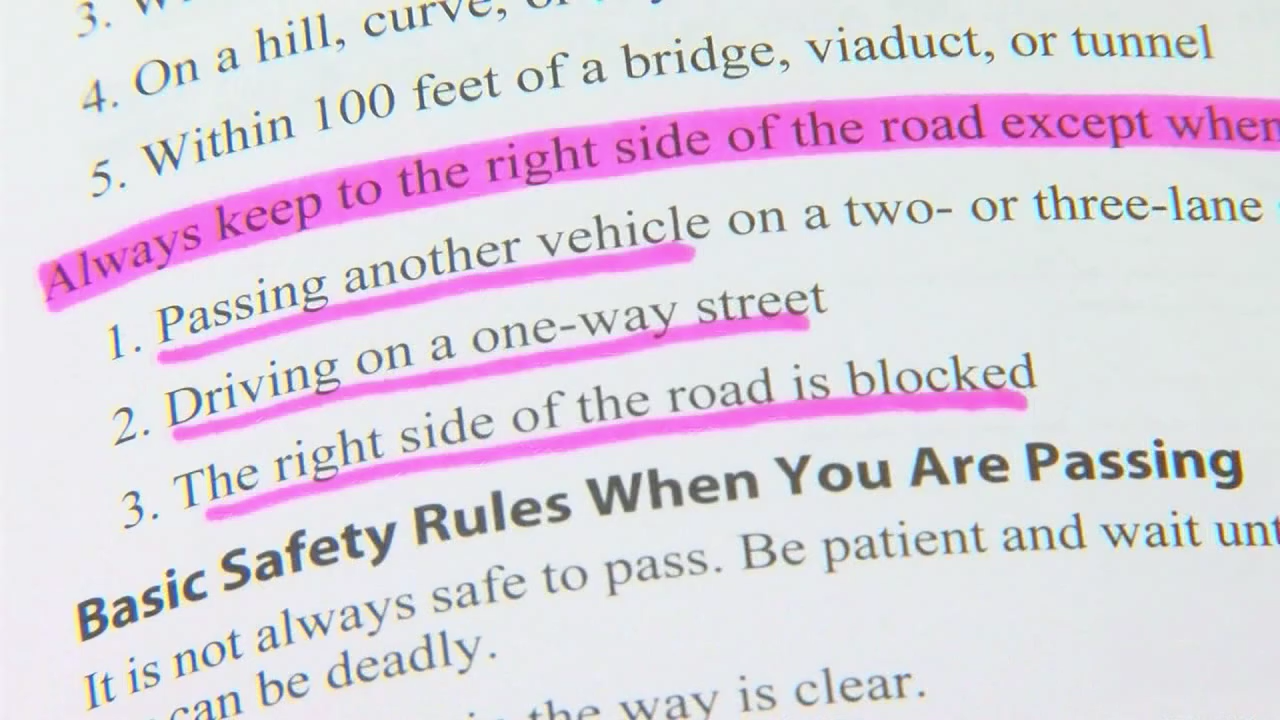 3.
4. On a hill, curve,
5. Within 100 feet of a bridge, viaduct, or tunnel
Always keep to the right side of the road except when
1. Passing another vehicle on a two- or three-lane
2. Driving on a one-way street
3. The right side of the road is blocked
Basic Safety Rules When You Are Passing
It is not always safe to pass. Be patient and wait
can be deadly.
the way is clear.